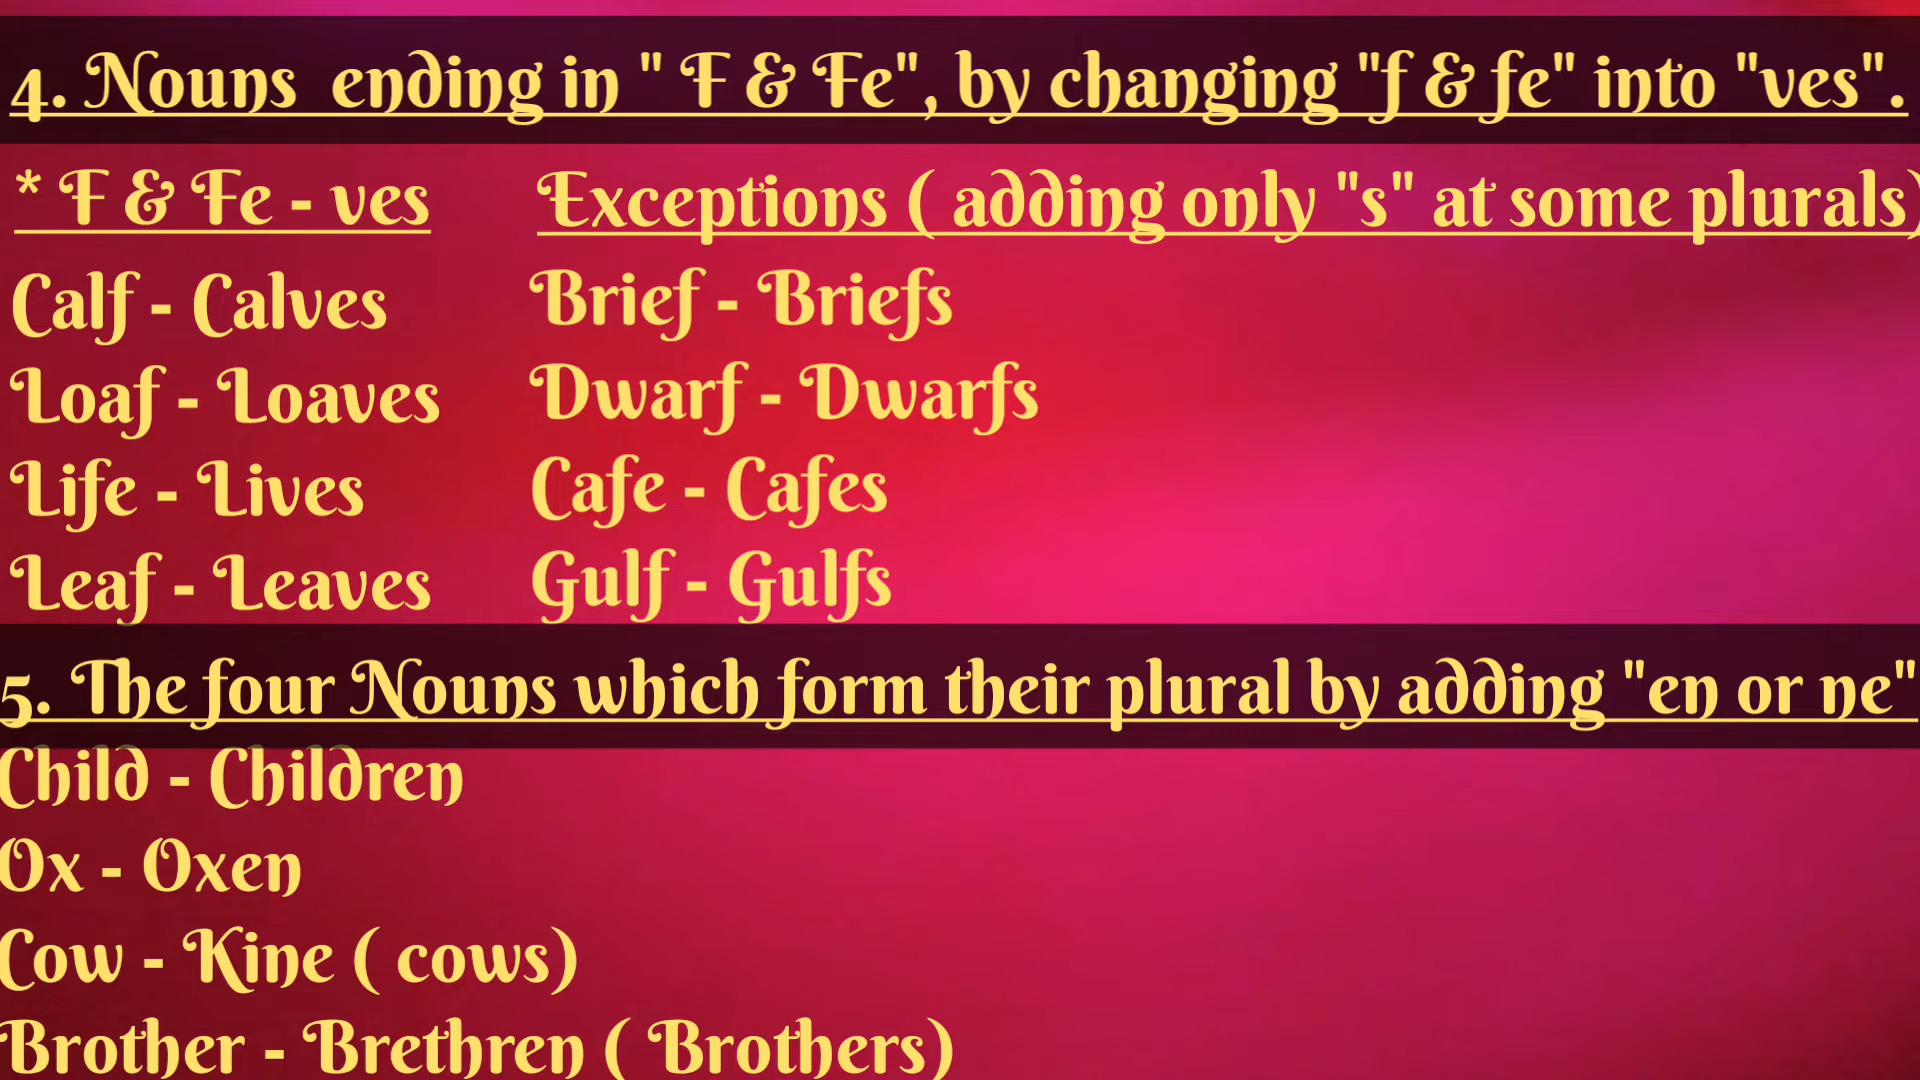 4. Nouns ending in " F & Fe", by changing "f & fe" into "ves".
* F & Fe - ves
Exceptions ( adding only "s" at some plurals)
Calf - Calves
Brief - Briefs
Loaf - Loaves
Dwarf - Dwarfs
Life - Lives
Cafe - Cafes
Leaf - Leaves
Gulf - Gulfs
5. The four Nouns which form their plural by adding "en or ne"
Child - Children
Ox - Oxen
Cow - Kine ( cows)
Brother - Brethren ( Brothers)